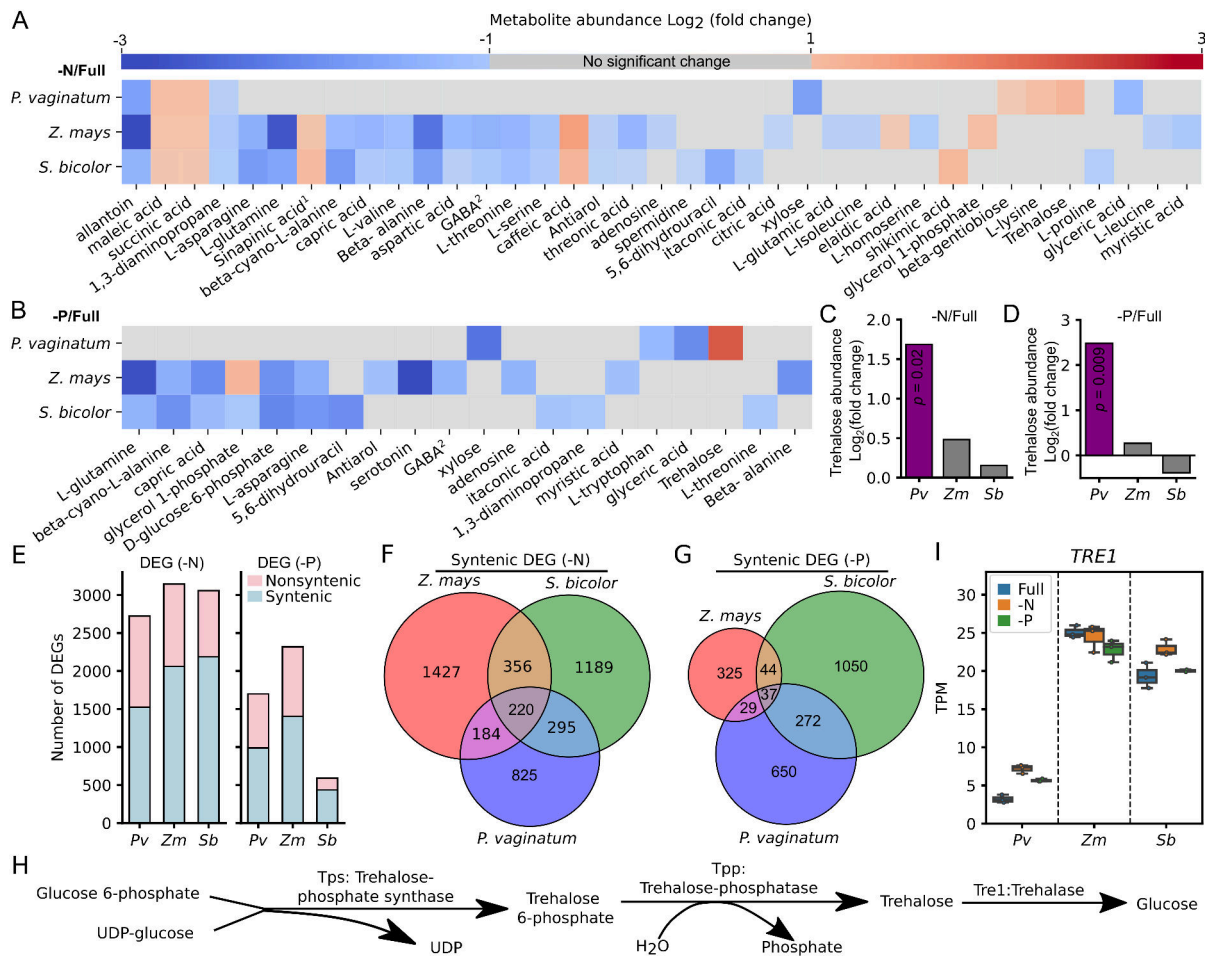 A
Metabolite abundance Log2 (fold change)
-3
-1
1
3
No significant change
-N/Full
P. vaginatum
Z. mays
S. bicolor
allantoin
maleic acid
succinic acid
1,3-diaminopropane
L-asparagine
L-glutamine
Sinapinic acid1
beta-cyano-L-alanine
capric acid
L-valine
Beta- alanine
aspartic acid
GABA2
L-threonine
L-serine
caffeic acid
Antiarol
threonic acid
adenosine
spermidine
5,6-dihydrouracil
itaconic acid
citric acid
xylose
L-glutamic acid
L-Isoleucine
elaidic acid
L-homoserine
shikimic acid
glycerol 1-phosphate
beta-gentiobiose
L-lysine
Trehalose
L-proline
glyceric acid
L-leucine
myristic acid
B
-P/Full
P. vaginatum
Z. mays
S. bicolor
L-glutamine
beta-cyano-L-alanine
capric acid
glycerol 1-phosphate
D-glucose-6-phosphate
L-asparagine
5,6-dihydrouracil
Antiarol
serotonin
GABA2
xylose
adenosine
itaconic acid
1,3-diaminopropane
myristic acid
L-tryptophan
glyceric acid
Trehalose
L-threonine
Beta- alanine
C
-N/Full
Trehalose abundance
Log2(fold change)
2.0
1.5
1.0
0.5
0.0
p = 0.02
Pv
Zm
Sb
D
-P/Full
Trehalose abundance
Log2(fold change)
3
2
1
0
p = 0.009
Pv
Zm
Sb
E
DEG (-N)
DEG (-P)
Nonsyntenic
Syntenic
Number of DEGs
3000
2500
2000
1500
1000
500
0
Pv
Zm
Sb
Pv
Zm
Sb
F
Syntenic DEG (-N)
Z. mays
S. bicolor
1427
356
1189
220
184
295
825
P. vaginatum
G
Syntenic DEG (-P)
S. bicolor
Z. mays
325
44
1050
37
29
272
650
P. vaginatum
I
TRE1
Full
-N
-P
TPM
30
25
20
15
10
5
0
Pv
Zm
Sb
H
Glucose 6-phosphate
UDP-glucose
Tps: Trehalose-
phosphate synthase
UDP
Trehalose
6-phosphate
Tpp:
Trehalose-phosphatase
H2O
Phosphate
Trehalose
Tre1:Trehalase
Glucose